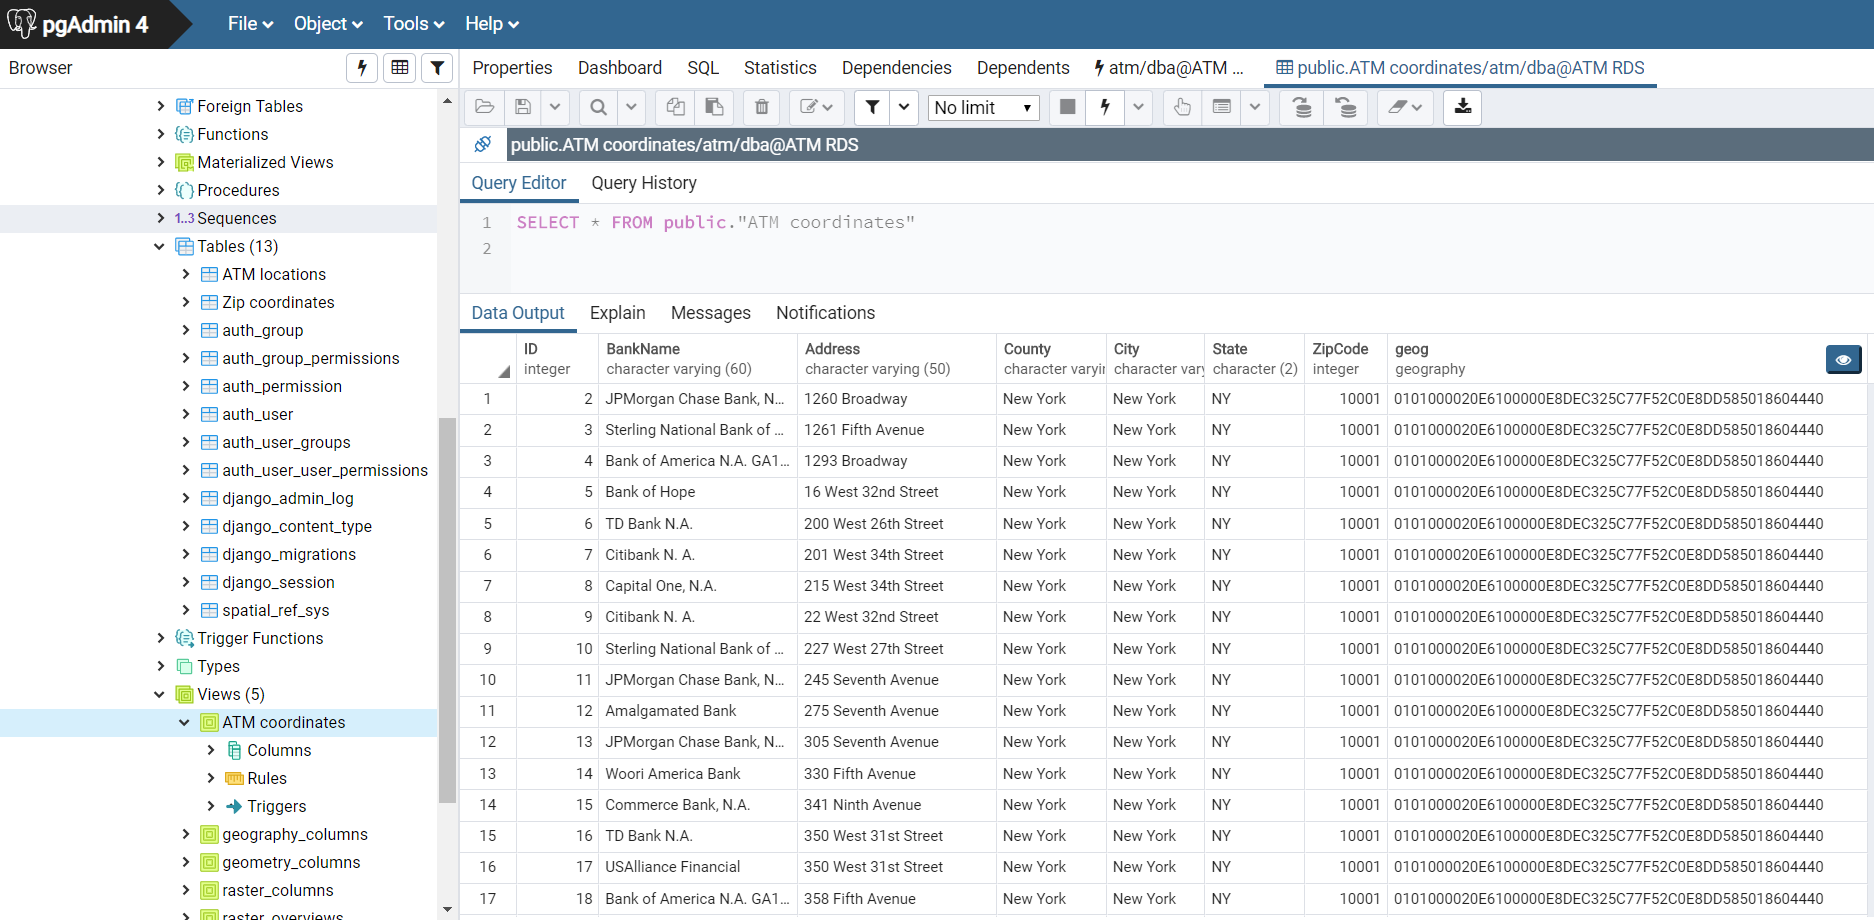 pgAdmin 4
File Object Tools Help
Browser
Properties Dashboard SQL Statistics Dependencies Dependents atm/dba@ATM ... public.ATM coordinates/atm/dba@ATM RDS
No limit
public.ATM coordinates/atm/dba@ATM RDS
Query Editor Query History
1 SELECT * FROM public."ATM coordinates"
2
Foreign Tables
Functions
Materialized Views
Procedures
1..3 Sequences
Tables (13)
ATM locations
Zip coordinates
auth_group
auth_group_permissions
auth_permission
auth_user
auth_user_groups
auth_user_user_permissions
django_admin_log
django_content_type
django_migrations
django_session
spatial_ref_sys
Trigger Functions
Types
Views (5)
ATM coordinates
Columns
Rules
Triggers
geography_columns
geometry_columns
raster_columns
raster_overviews
Data Output Explain Messages Notifications
ID BankName Address County City State ZipCode geog
integer character varying (60) character varying (50) character varyin character vary character (2) integer geography
1 2 JPMorgan Chase Bank, N... 1260 Broadway New York New York NY 10001 0101000020E6100000E8DEC325C77F52C0E8DD585018604440
2 3 Sterling National Bank of ... 1261 Fifth Avenue New York New York NY 10001 0101000020E6100000E8DEC325C77F52C0E8DD585018604440
3 4 Bank of America N.A. GA1... 1293 Broadway New York New York NY 10001 0101000020E6100000E8DEC325C77F52C0E8DD585018604440
4 5 Bank of Hope 16 West 32nd Street New York New York NY 10001 0101000020E6100000E8DEC325C77F52C0E8DD585018604440
5 6 TD Bank N.A. 200 West 26th Street New York New York NY 10001 0101000020E6100000E8DEC325C77F52C0E8DD585018604440
6 7 Citibank N. A. 201 West 34th Street New York New York NY 10001 0101000020E6100000E8DEC325C77F52C0E8DD585018604440
7 8 Capital One, N.A. 215 West 34th Street New York New York NY 10001 0101000020E6100000E8DEC325C77F52C0E8DD585018604440
8 9 Citibank N. A. 22 West 32nd Street New York New York NY 10001 0101000020E6100000E8DEC325C77F52C0E8DD585018604440
9 10 Sterling National Bank of ... 227 West 27th Street New York New York NY 10001 0101000020E6100000E8DEC325C77F52C0E8DD585018604440
10 11 JPMorgan Chase Bank, N... 245 Seventh Avenue New York New York NY 10001 0101000020E6100000E8DEC325C77F52C0E8DD585018604440
11 12 Amalgamated Bank 275 Seventh Avenue New York New York NY 10001 0101000020E6100000E8DEC325C77F52C0E8DD585018604440
12 13 JPMorgan Chase Bank, N... 305 Seventh Avenue New York New York NY 10001 0101000020E6100000E8DEC325C77F52C0E8DD585018604440
13 14 Woori America Bank 330 Fifth Avenue New York New York NY 10001 0101000020E6100000E8DEC325C77F52C0E8DD585018604440
14 15 Commerce Bank, N.A. 341 Ninth Avenue New York New York NY 10001 0101000020E6100000E8DEC325C77F52C0E8DD585018604440
15 16 TD Bank N.A. 350 West 31st Street New York New York NY 10001 0101000020E6100000E8DEC325C77F52C0E8DD585018604440
16 17 USAlliance Financial 350 West 31st Street New York New York NY 10001 0101000020E6100000E8DEC325C77F52C0E8DD585018604440
17 18 Bank of America N.A. GA1... 358 Fifth Avenue New York New York NY 10001 0101000020E6100000E8DEC325C77F52C0E8DD585018604440